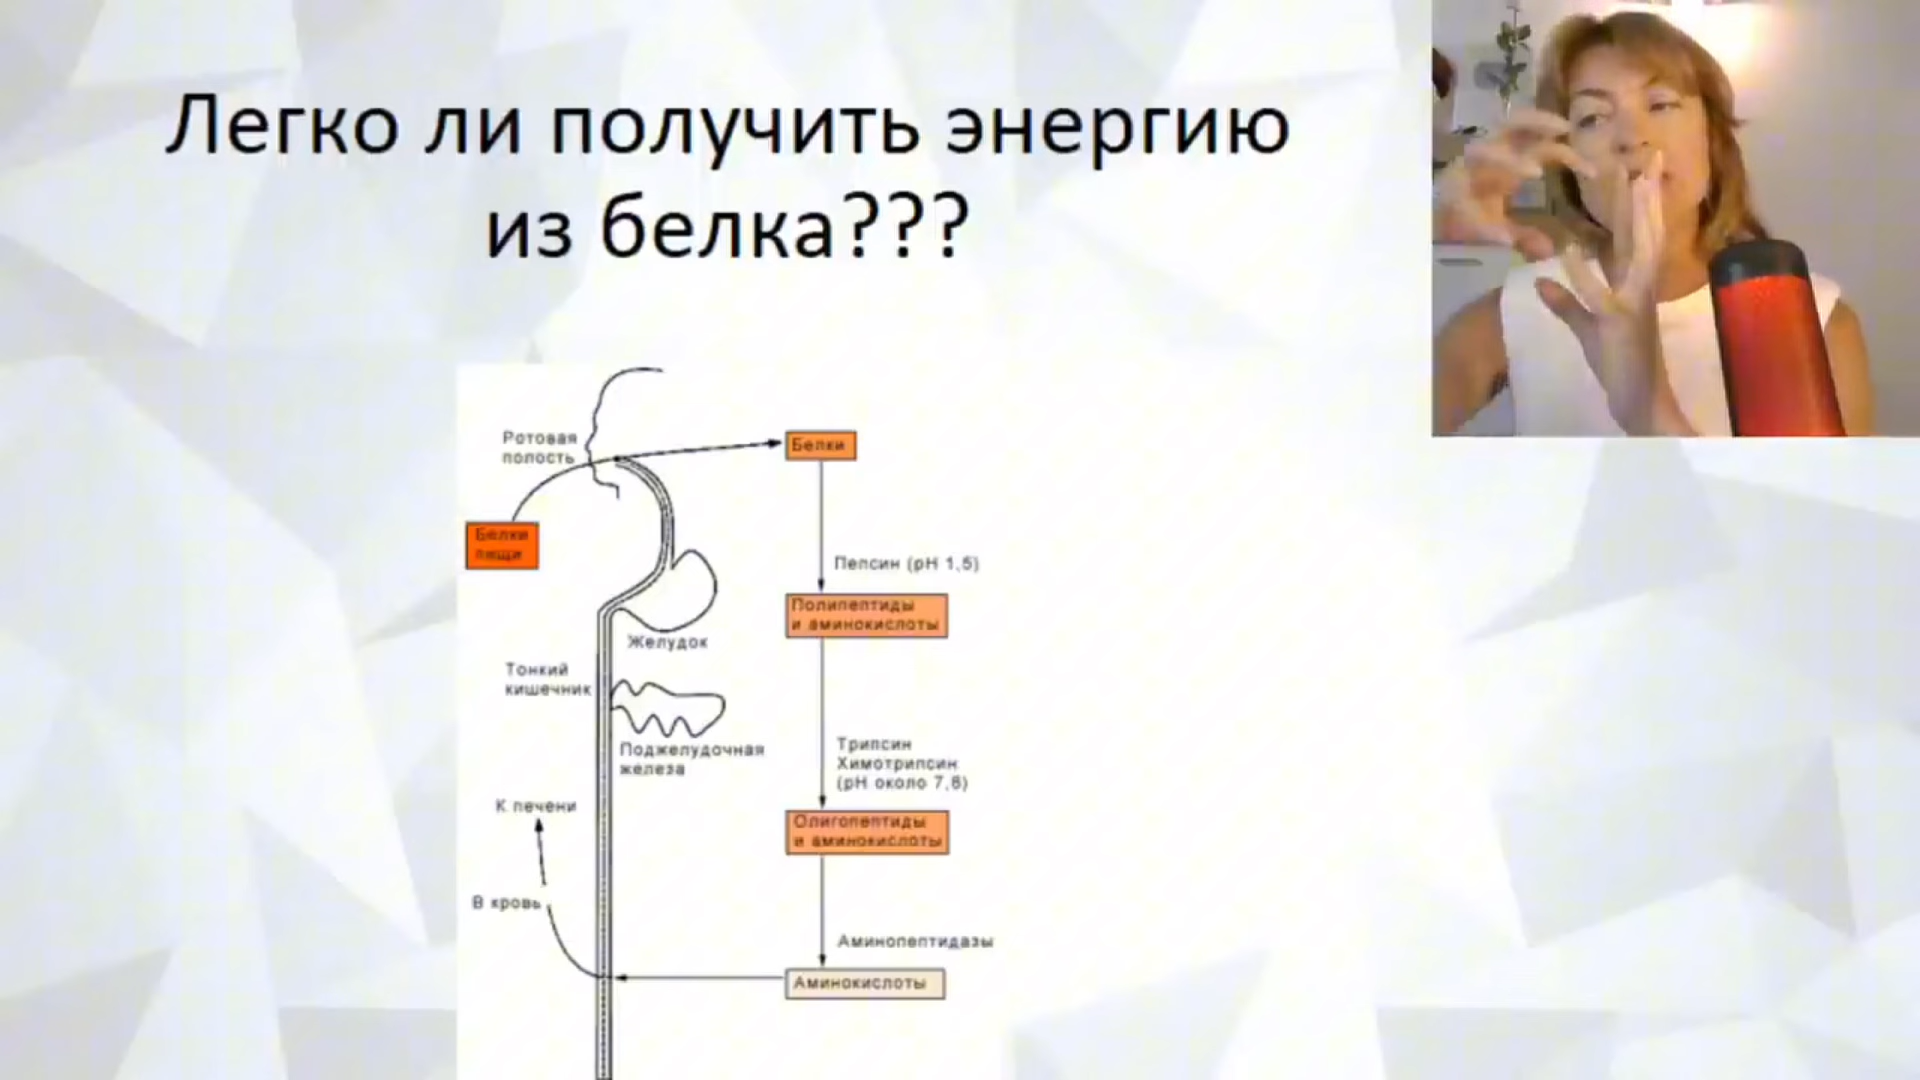 Легко ли получить энергию
из белка???
Ротовая
полость
Белки
Белки
пищи
Пепсин (pH 1,5)
Полипептиды
и аминокислоты
Желудок
Тонкий
кишечник
Поджелудочная
железа
Трипсин
Химотрипсин
(pH около 7,8)
К печени
Олигопептиды
и аминокислоты
В кровь
Аминопептидазы
Аминокислоты